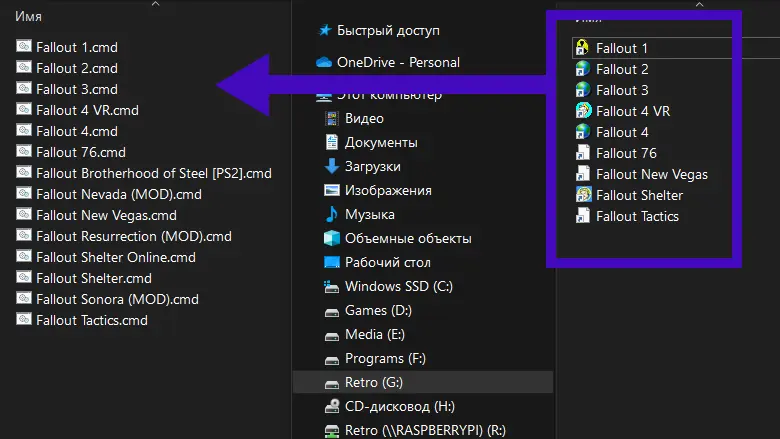 Имя
Fallout 1.cmd
Fallout 2.cmd
Fallout 3.cmd
Fallout 4 VR.cmd
Fallout 4.cmd
Fallout 76.cmd
Fallout Brotherhood of Steel [PS2].cmd
Fallout Nevada (MOD).cmd
Fallout New Vegas.cmd
Fallout Resurrection (MOD).cmd
Fallout Shelter Online.cmd
Fallout Shelter.cmd
Fallout Sonora (MOD).cmd
Fallout Tactics.cmd
Быстрый доступ
OneDrive - Personal
Этот компьютер
Видео
Документы
Загрузки
Изображения
Музыка
Объемные объекты
Рабочий стол
Windows SSD (C:)
Games (D:)
Media (E:)
Programs (F:)
Retro (G:)
CD-дисковод (H:)
Retro (\\RASPBERRYPI) (R:)
Имя
Fallout 1
Fallout 2
Fallout 3
Fallout 4 VR
Fallout 4
Fallout 76
Fallout New Vegas
Fallout Shelter
Fallout Tactics